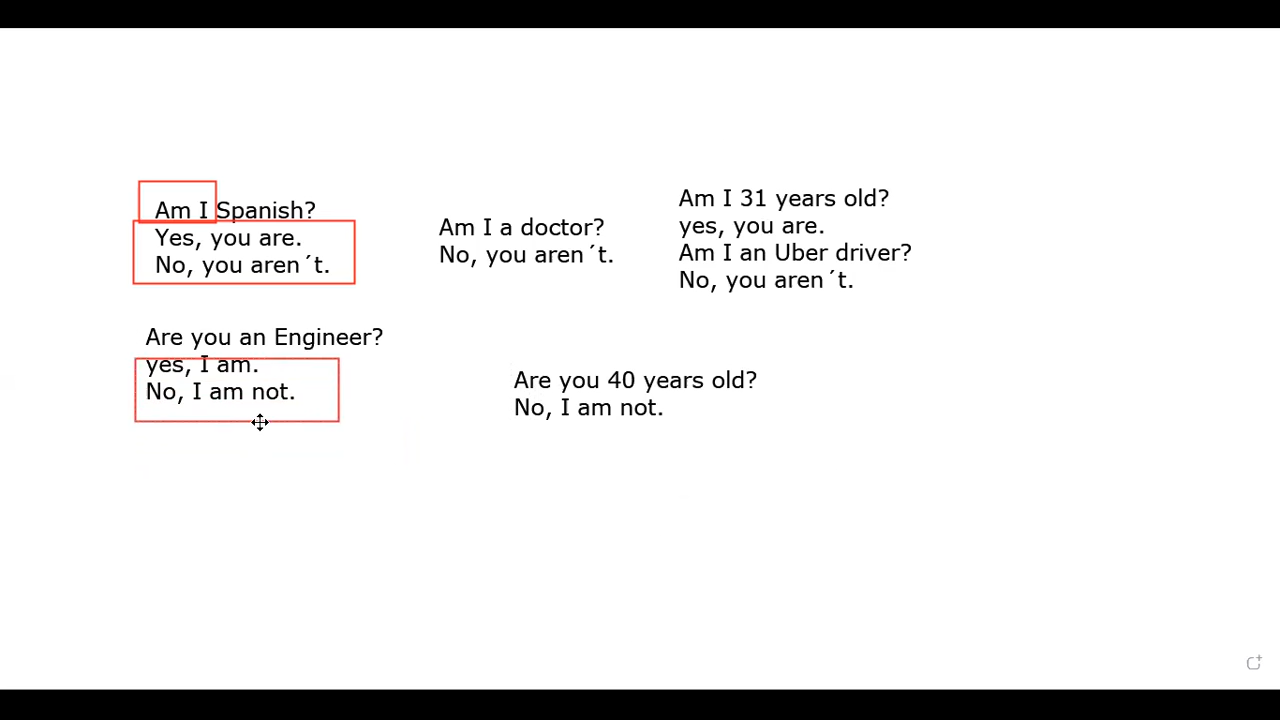 Am I Spanish?
Yes, you are.
No, you aren´t.
Am I a doctor?
No, you aren´t.
Am I 31 years old?
yes, you are.
Am I an Uber driver?
No, you aren´t.
Are you an Engineer?
yes, I am.
No, I am not.
Are you 40 years old?
No, I am not.